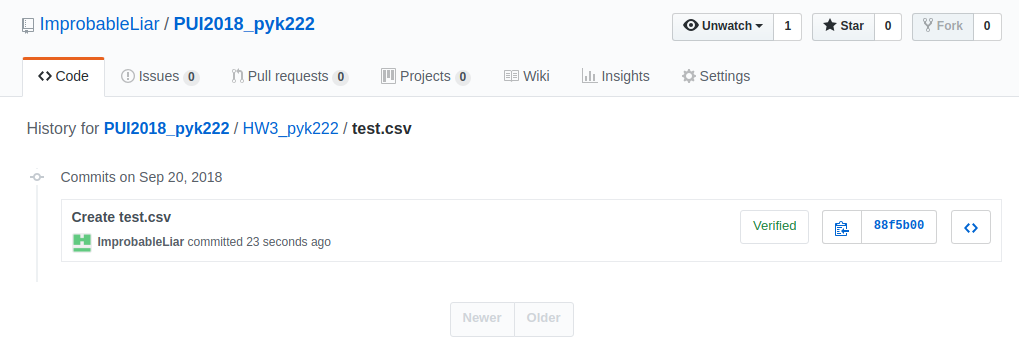 ImprobableLiar / PUI2018_pyk222
Unwatch 1 Star 0 Fork 0
Code Issues 0 Pull requests 0 Projects 0 Wiki Insights Settings
History for PUI2018_pyk222 / HW3_pyk222 / test.csv
Commits on Sep 20, 2018
Create test.csv
ImprobableLiar committed 23 seconds ago
Verified 88f5b00
Newer Older